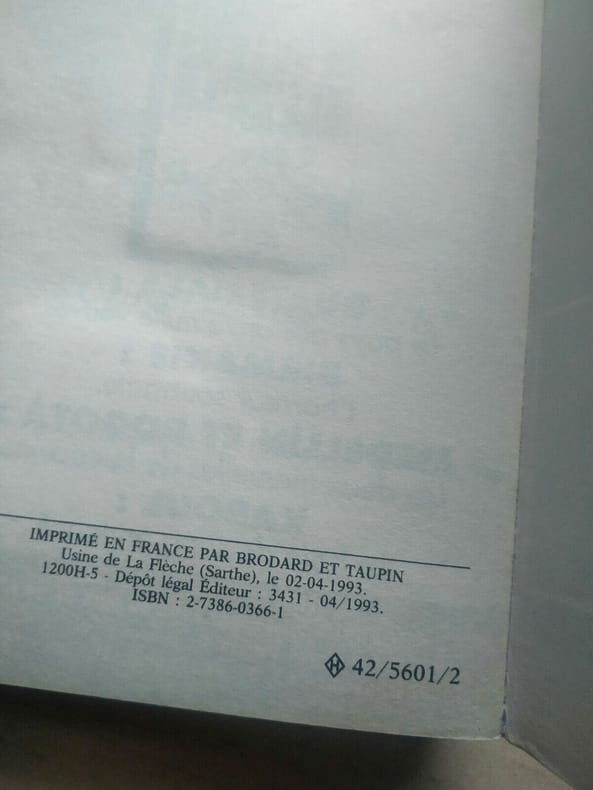 IMPRIMÉ EN FRANCE PAR BRODARD ET TAUPIN
Usine de La Flèche (Sarthe), le 02-04-1993.
1200H-5 - Dépôt légal Éditeur : 3431 - 04/1993.
ISBN : 2-7386-0366-1
H 42/5601/2